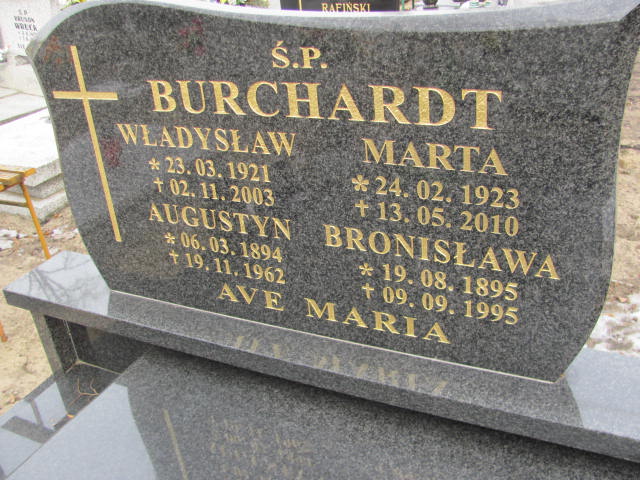 RAFIŃSKI
Ś.P.
WRUCK
Ś.P.
BURCHARDT
WŁADYSŁAW
* 23. 03. 1921
✝ 02. 11. 2003
MARTA
* 24. 02. 1923
✝ 13. 05. 2010
AUGUSTYN
* 06. 03. 1894
✝ 19. 11. 1962
BRONISŁAWA
* 19. 08. 1895
✝ 09. 09. 1995
AVE MARIA